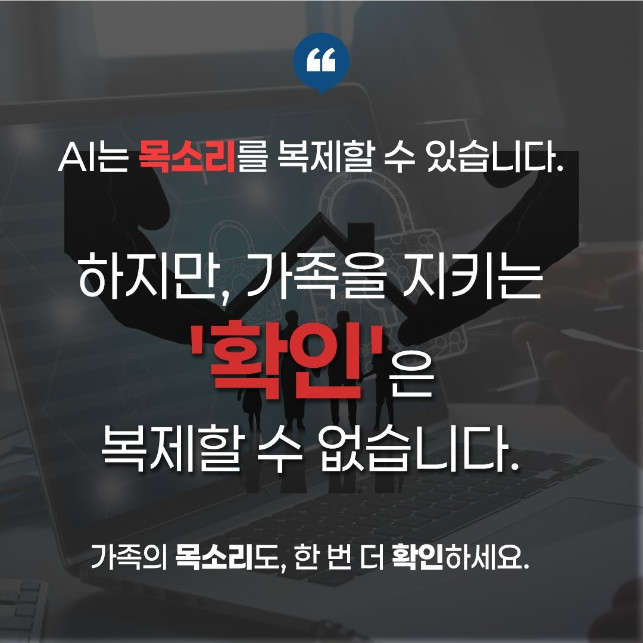 AI는 목소리를 복제할 수 있습니다.
하지만, 가족을 지키는
'확인'은
복제할 수 없습니다.
가족의 목소리도, 한 번 더 확인하세요.